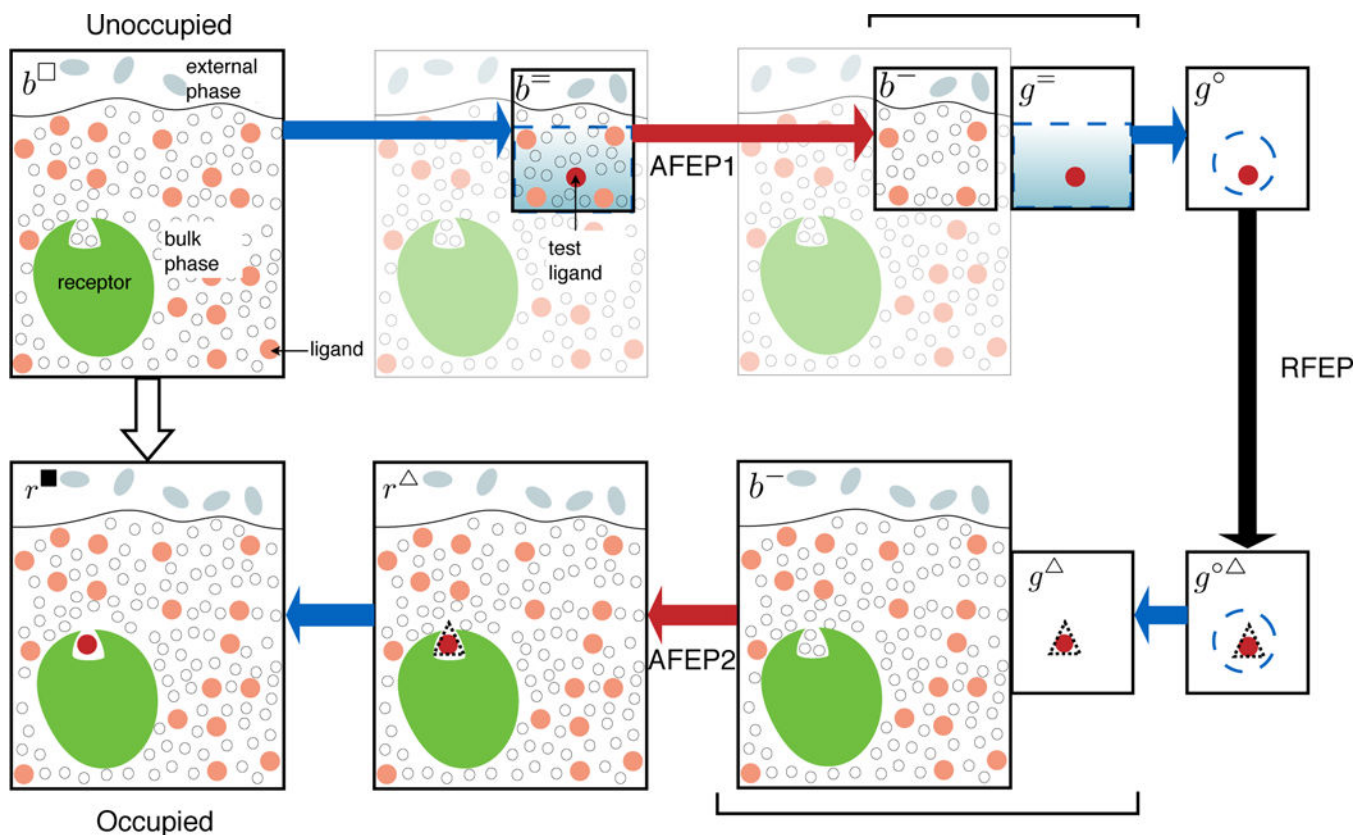 Unoccupied
b□
external
phase
b=
b−
g=
g○
AFEP1
bulk
phase
test
ligand
receptor
ligand
RFEP
r■
r△
b−
g△
g○△
AFEP2
Occupied